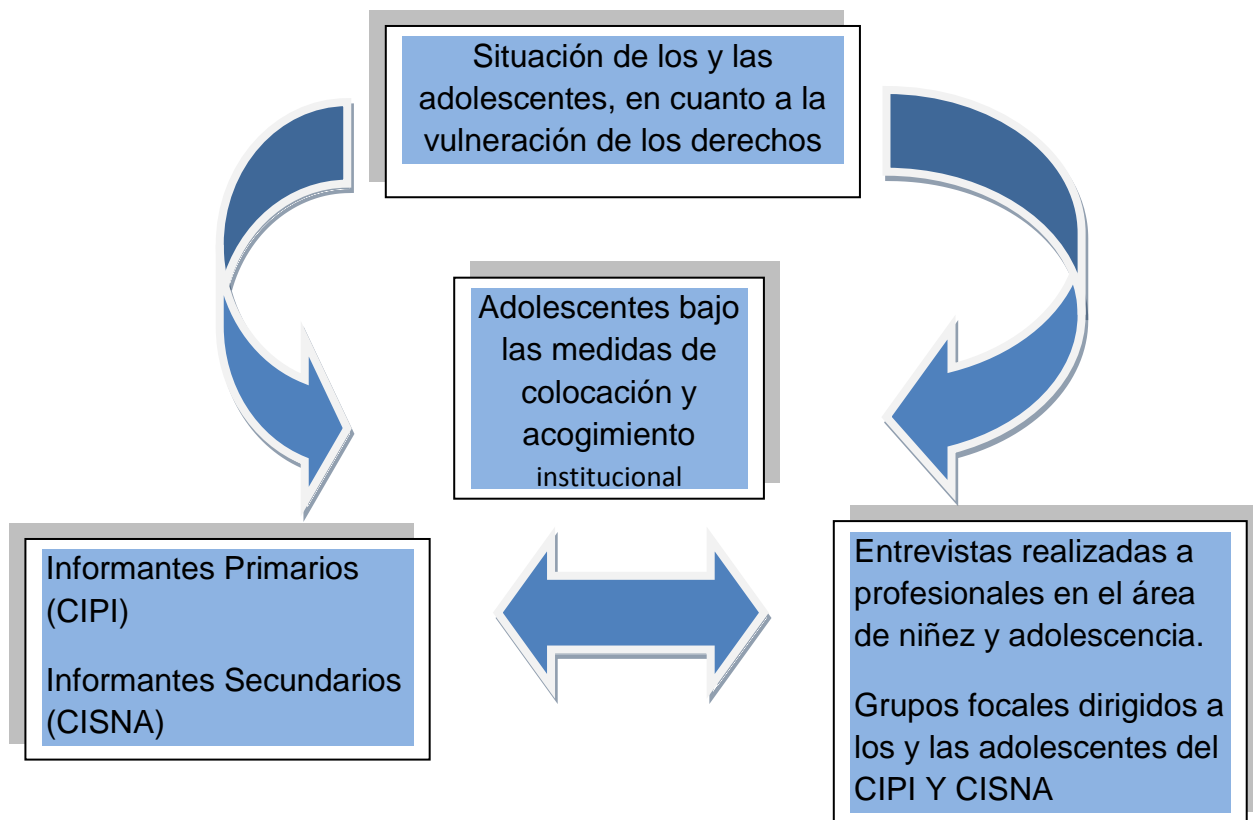 Situación de los y las
adolescentes, en cuanto a la
vulneración de los derechos
Adolescentes bajo
las medidas de
colocación y
acogimiento
institucional
Informantes Primarios
(CIPI)
Informantes Secundarios
(CISNA)
Entrevistas realizadas a
profesionales en el área
de niñez y adolescencia.
Grupos focales dirigidos a
los y las adolescentes del
CIPI Y CISNA